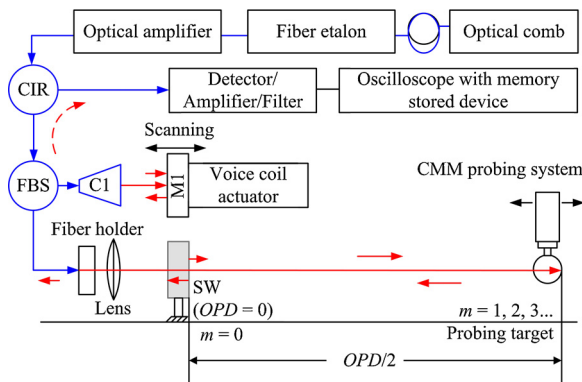 Optical amplifier
Fiber etalon
Optical comb
CIR
Detector/
Amplifier/Filter
Oscilloscope with memory
stored device
Scanning
FBS
C1
M1
Voice coil
actuator
CMM probing system
Fiber holder
Lens
SW
(OPD = 0)
m = 0
m = 1, 2, 3...
Probing target
OPD/2